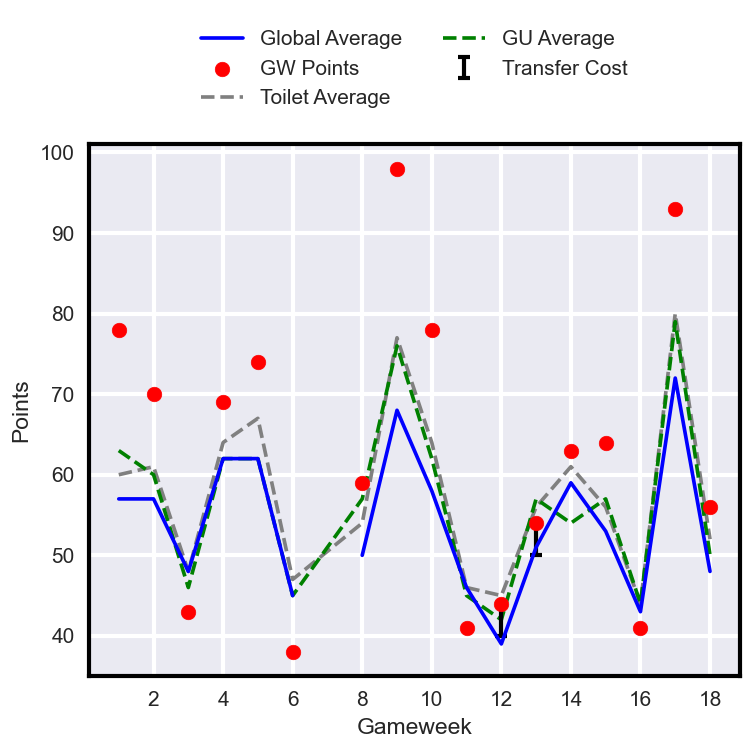 Global Average
GW Points
Toilet Average
GU Average
Transfer Cost
100
90
80
70
60
50
40
Points
2 4 6 8 10 12 14 16 18
Gameweek